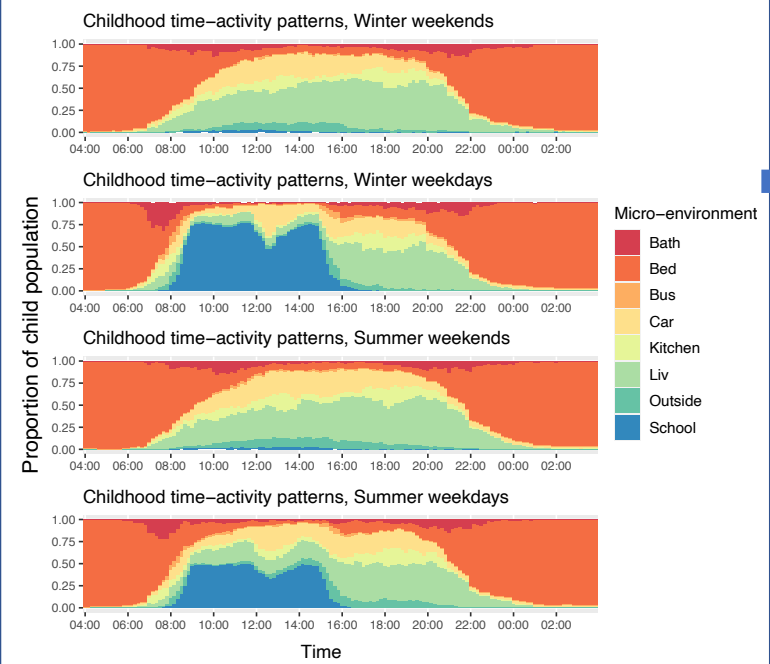 Childhood time−activity patterns, Winter weekends
1.00
0.75
0.50
0.25
0.00
04:00 06:00 08:00 10:00 12:00 14:00 16:00 18:00 20:00 22:00 00:00 02:00
Childhood time−activity patterns, Winter weekdays
1.00
0.75
0.50
0.25
0.00
04:00 06:00 08:00 10:00 12:00 14:00 16:00 18:00 20:00 22:00 00:00 02:00
Childhood time−activity patterns, Summer weekends
1.00
0.75
0.50
0.25
0.00
04:00 06:00 08:00 10:00 12:00 14:00 16:00 18:00 20:00 22:00 00:00 02:00
Childhood time−activity patterns, Summer weekdays
1.00
0.75
0.50
0.25
0.00
04:00 06:00 08:00 10:00 12:00 14:00 16:00 18:00 20:00 22:00 00:00 02:00
Time
Proportion of child population
Micro−environment
Bath
Bed
Bus
Car
Kitchen
Liv
Outside
School